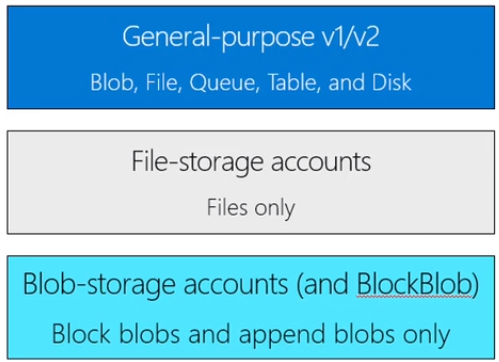 General-purpose v1/v2
Blob, File, Queue, Table, and Disk
File-storage accounts
Files only
Blob-storage accounts (and BlockBlob)
Block blobs and append blobs only